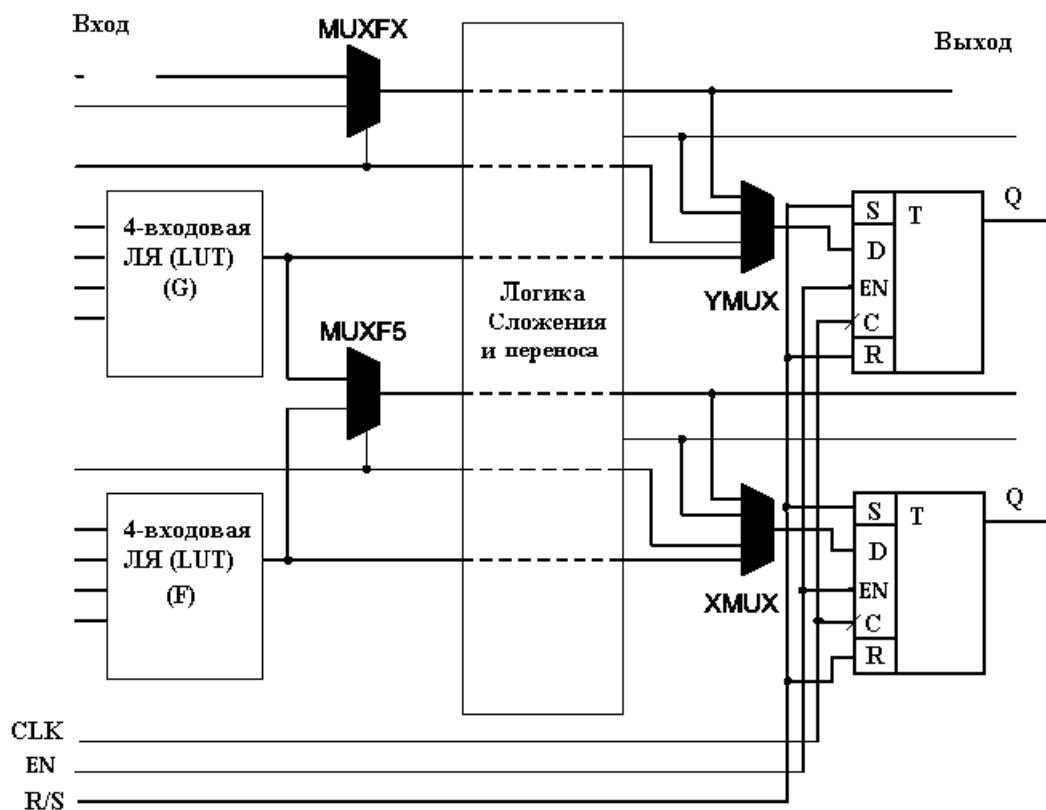 Вход
MUXFX
Выход
4-входовая
ЛЯ (LUT)
(G)
Логика
Сложения
и переноса
YMUX
S
T
D
EN
C
R
Q
MUXF5
4-входовая
ЛЯ (LUT)
(F)
XMUX
S
T
D
EN
C
R
Q
CLK
EN
R/S